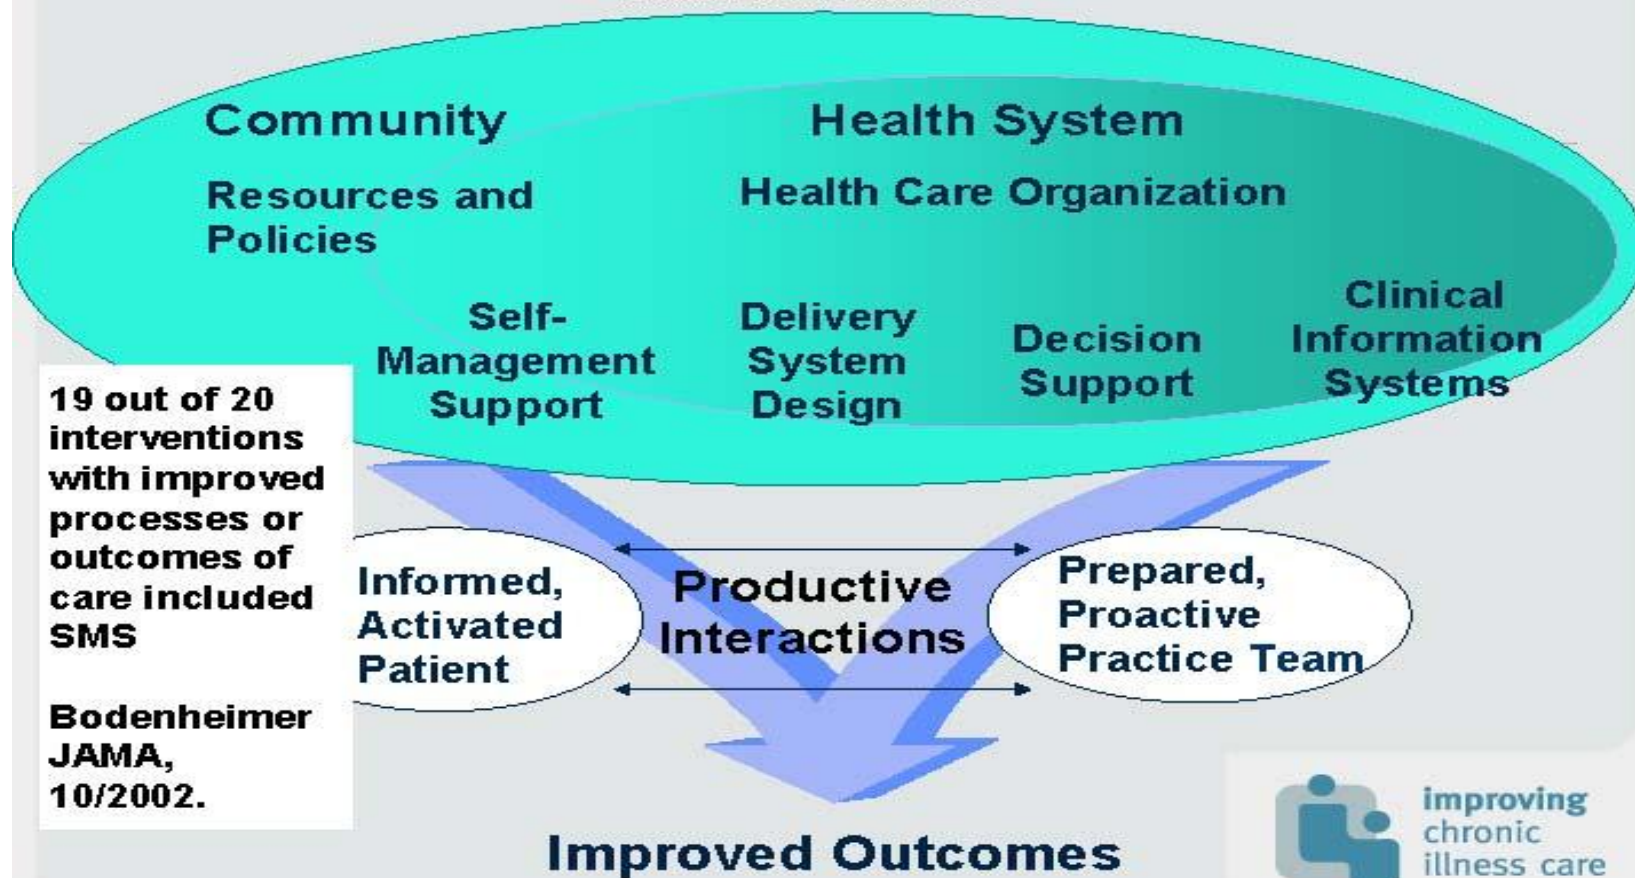 Community
Health System
Resources and
Policies
Health Care Organization
Self-
Management
Support
Delivery
System
Design
Decision
Support
Clinical
Information
Systems
19 out of 20
interventions
with improved
processes or
outcomes of
care included
SMS
Bodenheimer
JAMA,
10/2002.
Informed,
Activated
Patient
Productive
Interactions
Prepared,
Proactive
Practice Team
Improved Outcomes
improving
chronic
illness care